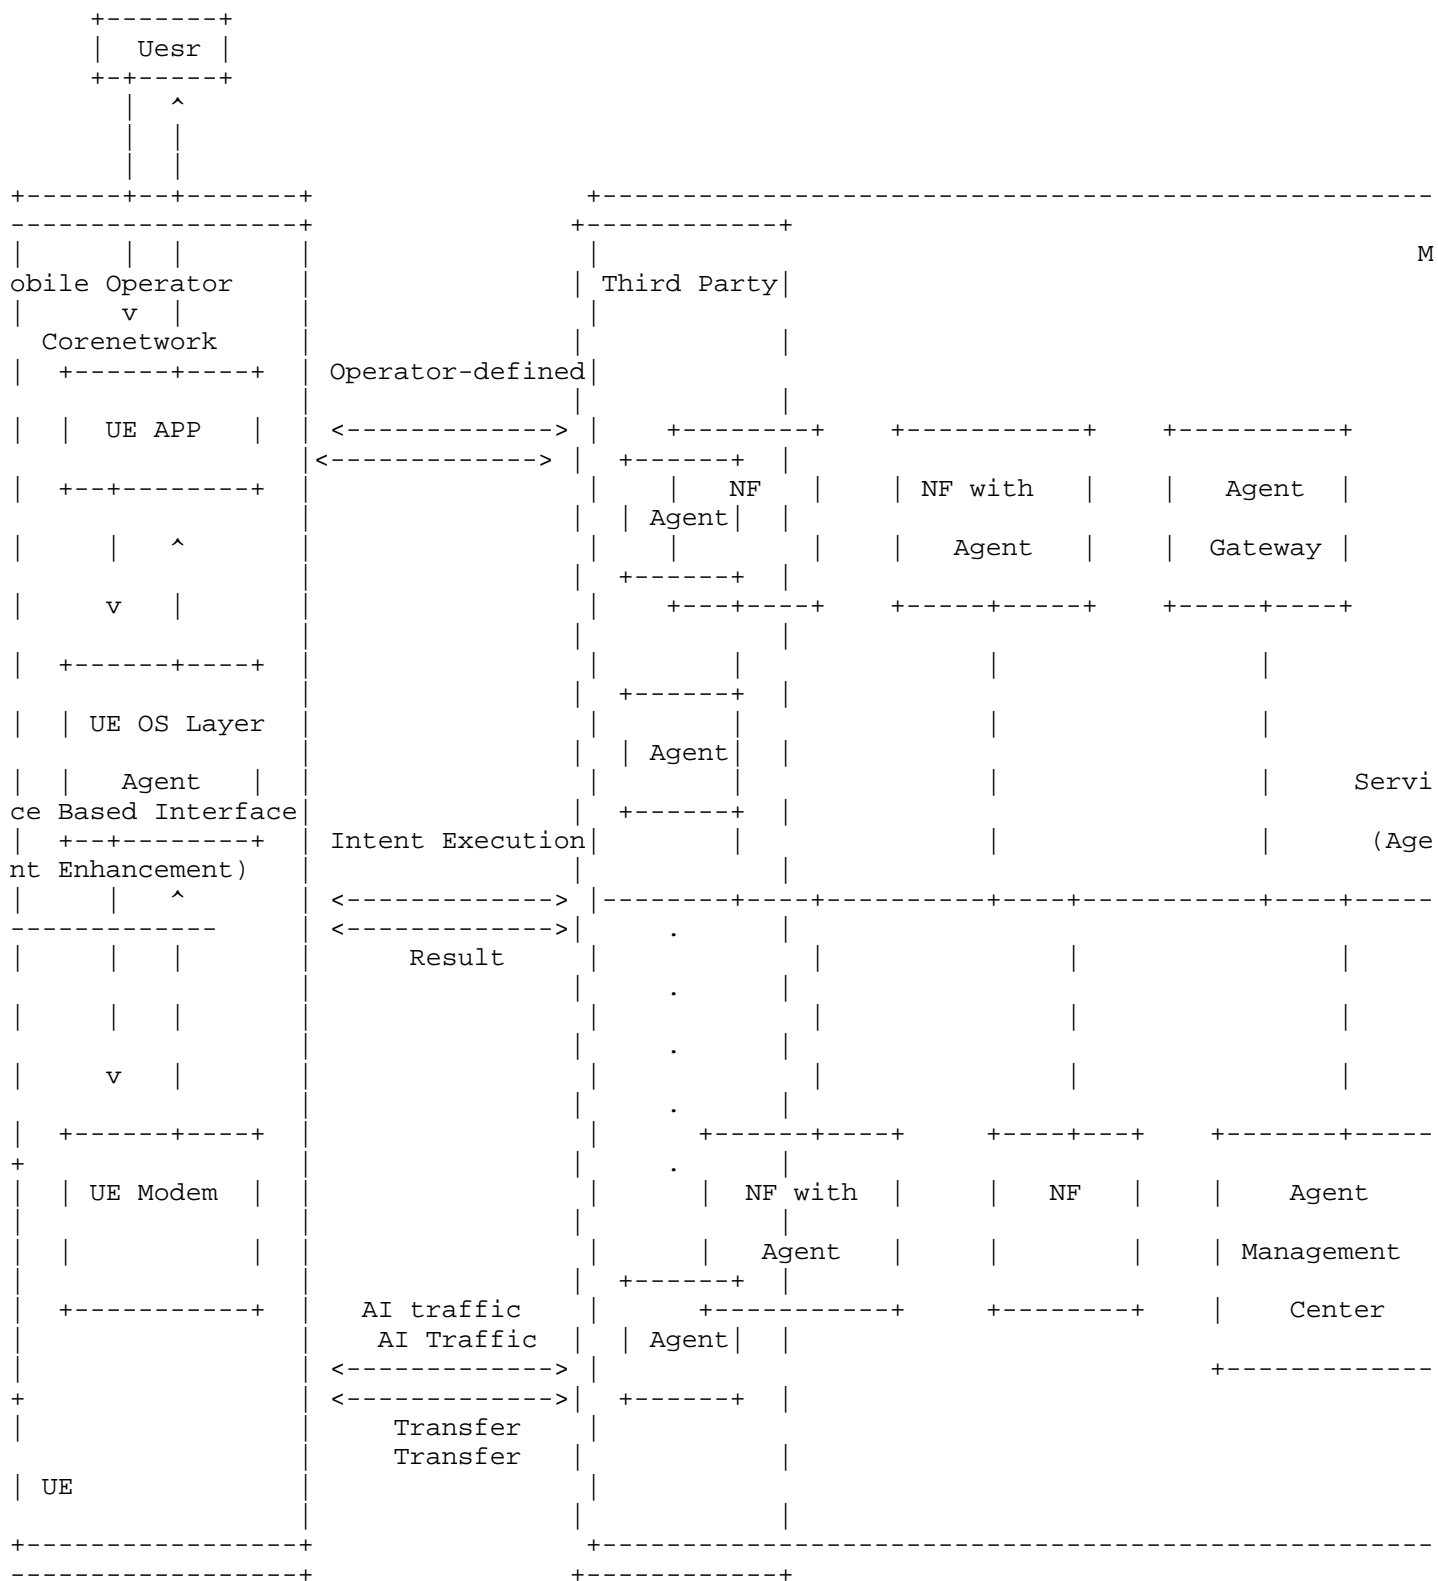 +-------+
|  Uesr |
+-+-----+
|  ^
|  |
|  |
+------+--+-------+                  +-----------------------------------------------------
------------------+                 +------------+
|      |  |       |                  |                                                    M
obile Operator     |                 | Third Party|
|      v  |       |                  |
  Corenetwork      |                 |            |
|  +------+----+  | Operator-defined|
                   |                 |            |
|  |  UE APP   |  | <-------------> |    +--------+    +-----------+    +----------+
                   |<-------------> |  +------+  |
|  +--+--------+  |                  |    |   NF   |    | NF with   |    |   Agent  |
                   |                 |  | Agent|  |
|     |   ^       |                  |    |        |    |   Agent   |    |  Gateway |
                   |                 |  +------+  |
|     v   |       |                  |    +---+----+    +-----+-----+    +-----+----+
                   |                 |            |
|  +------+----+  |                  |        |               |                |
                   |                 |  +------+  |
|  | UE OS Layer  |                  |        |               |                |
                   |                 |  | Agent|  |
|  |   Agent   |  |                  |        |               |                |     Servi
ce Based Interface|                 |  +------+  |
|  +--+--------+  | Intent Execution|        |               |                |      (Age
nt Enhancement)    |                 |            |
|     |   ^       | <-------------> |--------+----+----------+----+-----------+----+-----
-------------      | <------------->|     .      |
|     |   |       |      Result      |             |               |                |
                   |                 |     .      |
|     |   |       |                  |             |               |                |
                   |                 |     .      |
|     v   |       |                  |             |               |                |
                   |                 |     .      |
|  +------+----+  |                  |      +------+----+     +----+---+    +-------+-----
+                  |                 |     .      |
|  | UE Modem  |  |                  |      |  NF with  |     |   NF   |    |    Agent
|                  |                 |            |
|  |           |  |                  |      |   Agent   |     |        |    | Management
|                  |                 |  +------+  |
|  +-----------+  |   AI traffic     |      +-----------+     +--------+    |    Center
|                  |    AI Traffic   |  | Agent|  |
|                 | <-------------> |                                       +-------------
+                  | <------------->|  +------+  |
|                 |     Transfer     |
                   |     Transfer    |            |
| UE              |                  |
                   |                 |            |
+-----------------+                  +-----------------------------------------------------
-------------------+                 +------------+